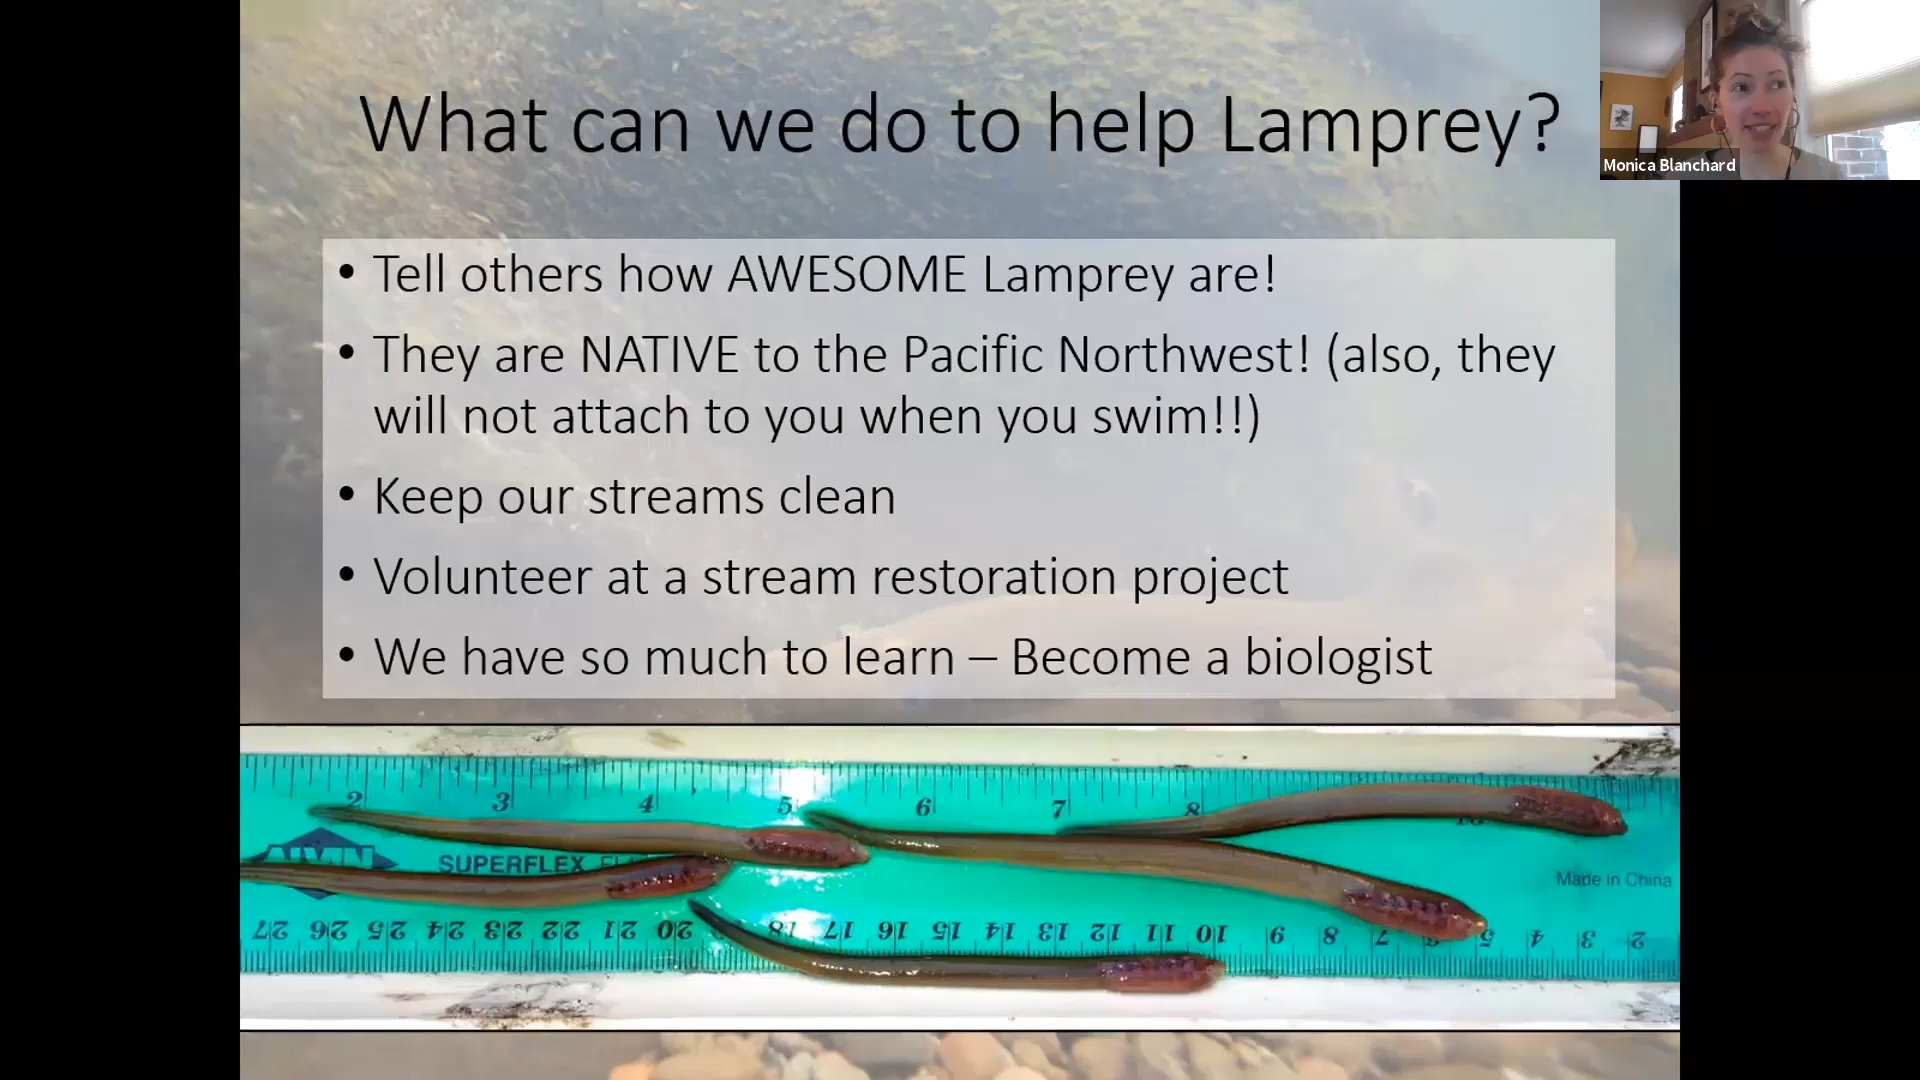 What can we do to help Lamprey?
Monica Blanchard
• Tell others how AWESOME Lamprey are!
• They are NATIVE to the Pacific Northwest! (also, they
will not attach to you when you swim!!)
• Keep our streams clean
• Volunteer at a stream restoration project
• We have so much to learn – Become a biologist
2 3 4 5 6 7 8
SUPERFLEX
Made in China
27 26 25 24 23 22 21 20 18 17 16 15 14 13 12 11 10 9 8 7 6 5 4 3 2